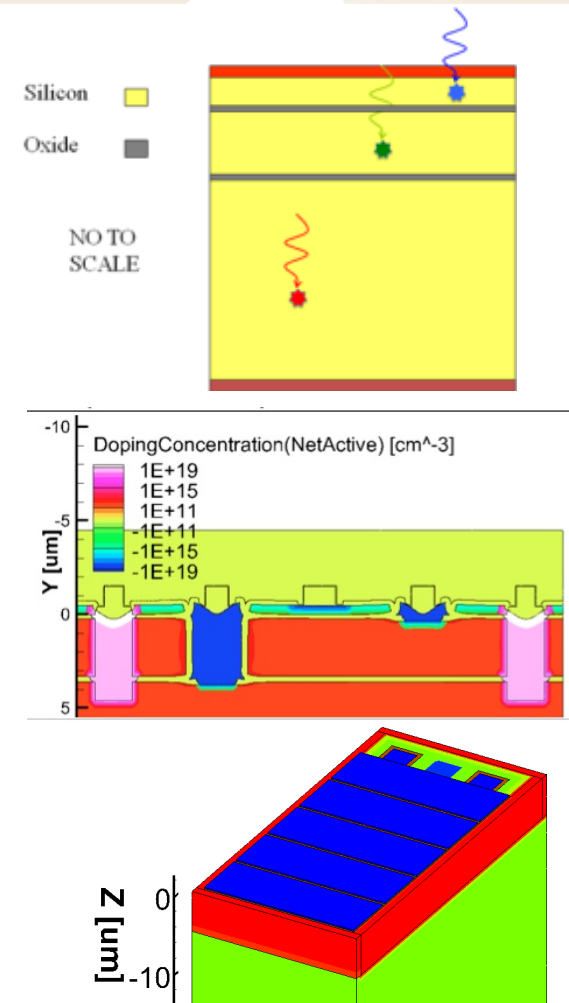 Silicon
Oxide
NO TO
SCALE
-10
DopingConcentration(NetActive) [cm^-3]
1E+19
1E+15
1E+11
-1E+11
-1E+15
-1E+19
-5
Y [um]
0
5
Z [um]
0
-10